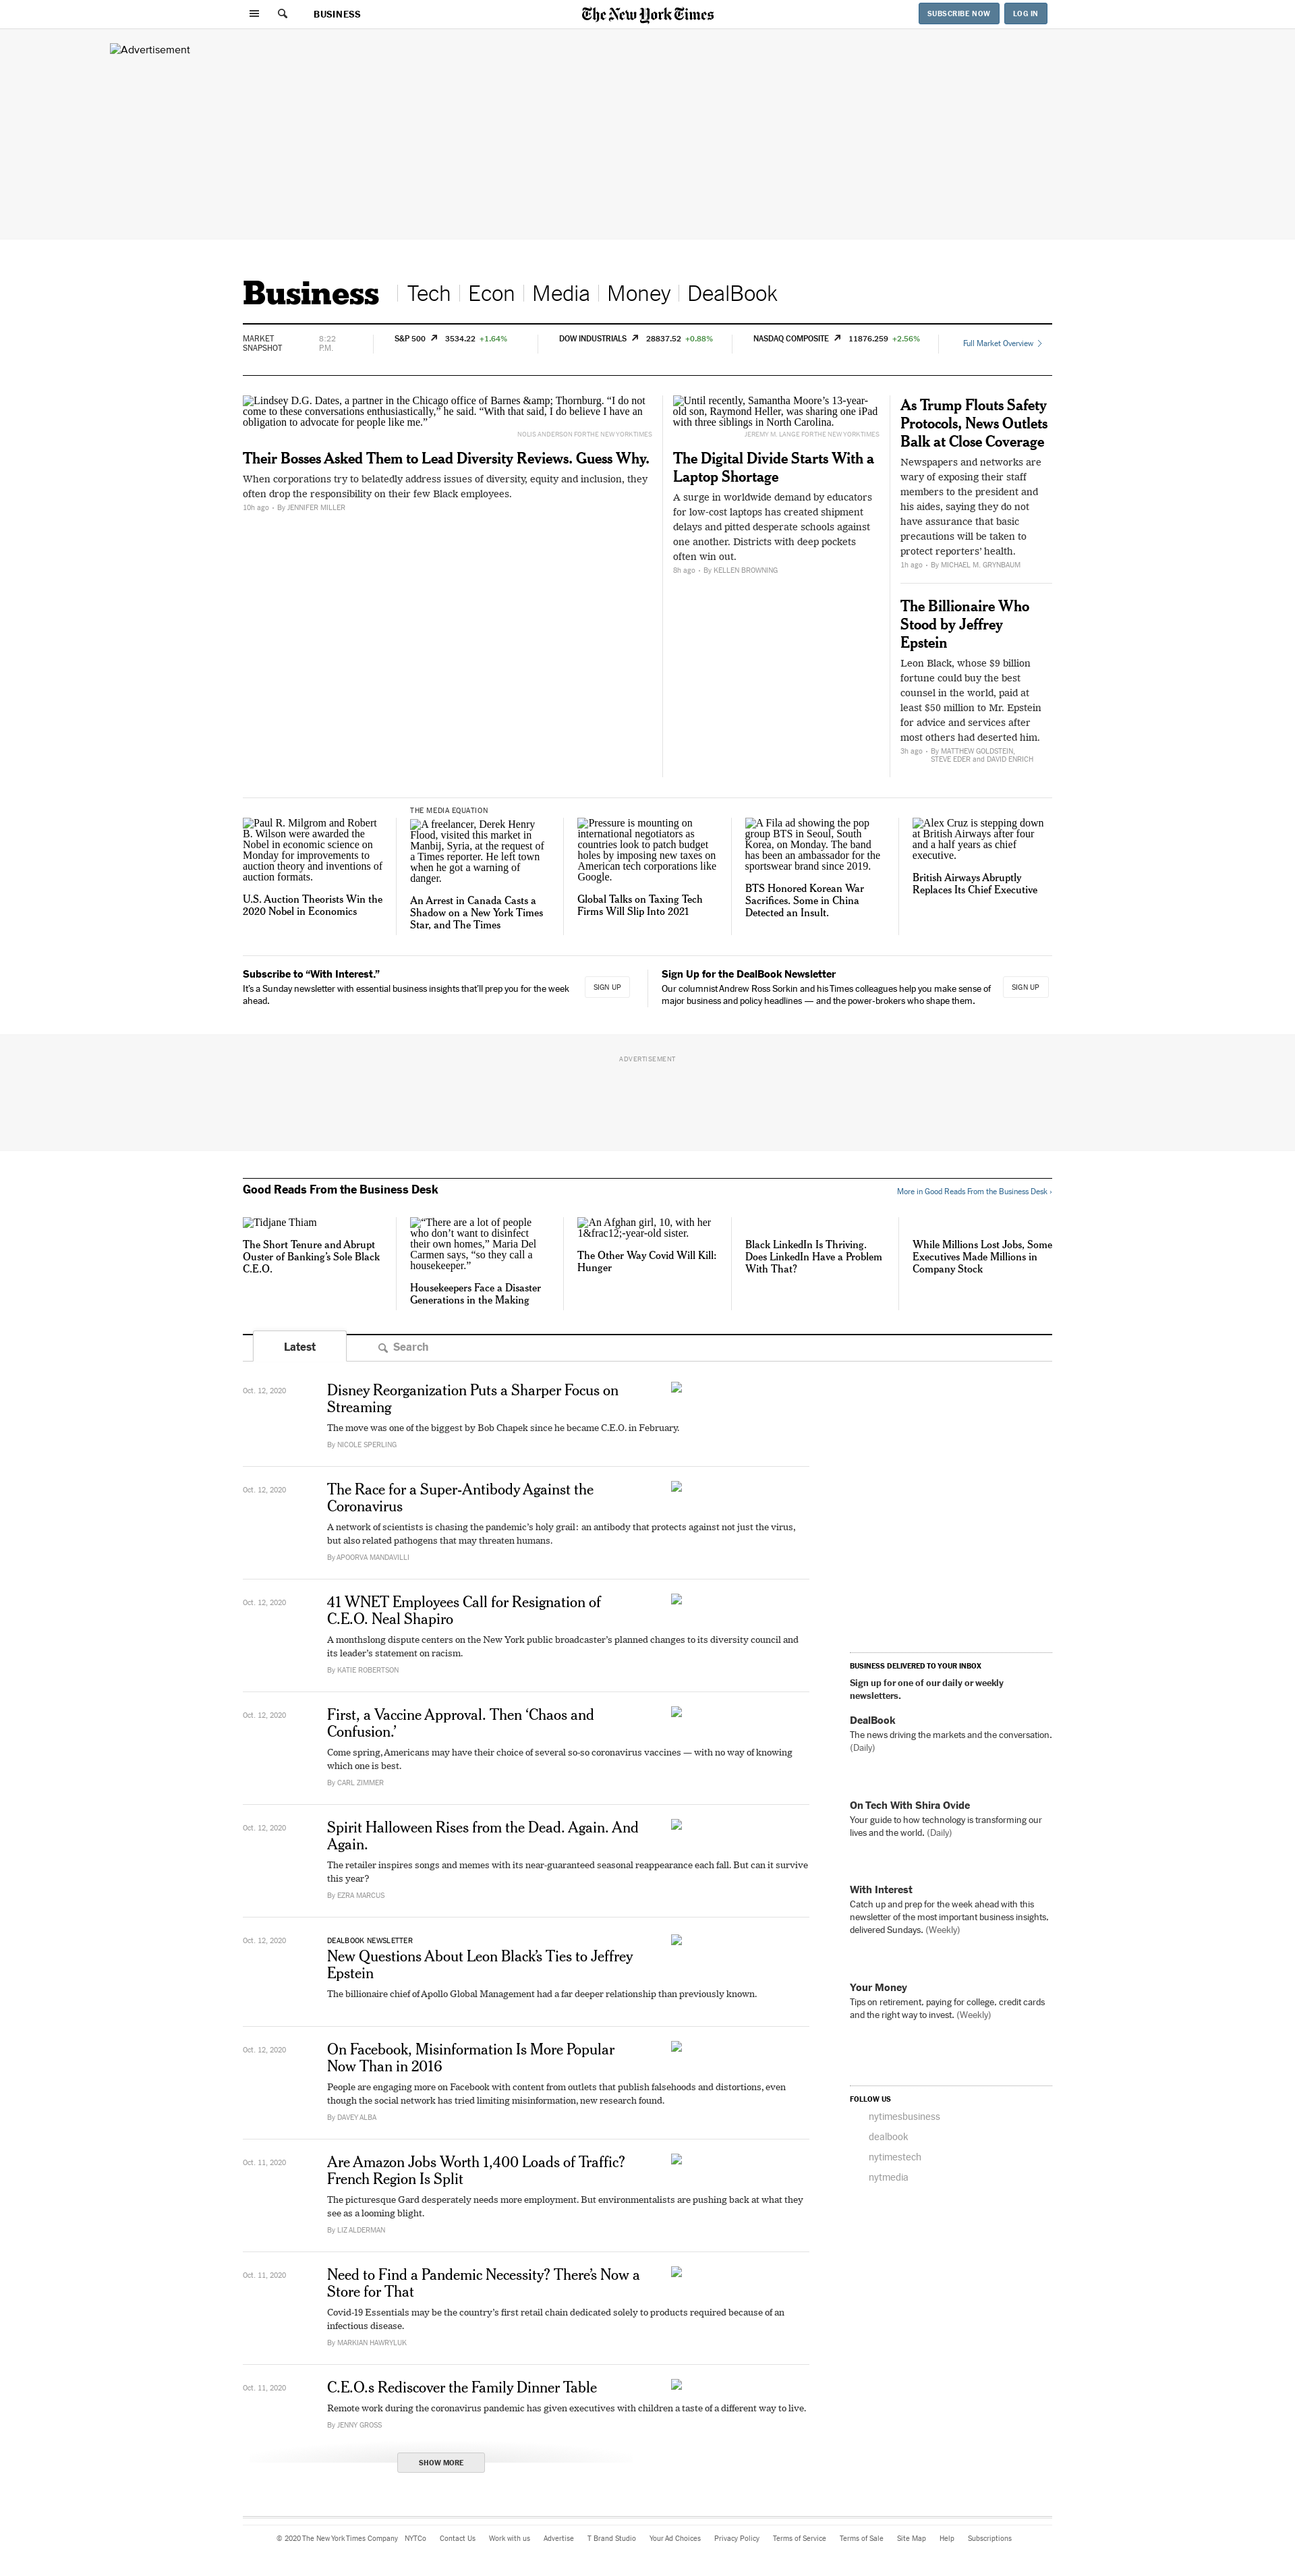 BUSINESS
The New York Times
SUBSCRIBE NOW
LOG IN
Advertisement
Business
Tech
Econ
Media
Money
DealBook
MARKET
SNAPSHOT
8:22
P.M.
S&P 500 3534.22 +1.64%
DOW INDUSTRIALS 28837.52 +0.88%
NASDAQ COMPOSITE 11876.259 +2.56%
Full Market Overview
Lindsey D.G. Dates, a partner in the Chicago office of Barnes &amp; Thornburg. “I do not
come to these conversations enthusiastically,” he said. “With that said, I do believe I have an
obligation to advocate for people like me.”
NOLIS ANDERSON FOR THE NEW YORK TIMES
Their Bosses Asked Them to Lead Diversity Reviews. Guess Why.
When corporations try to belatedly address issues of diversity, equity and inclusion, they
often drop the responsibility on their few Black employees.
10h ago • By JENNIFER MILLER
Until recently, Samantha Moore’s 13-year-
old son, Raymond Heller, was sharing one iPad
with three siblings in North Carolina.
JEREMY M. LANGE FOR THE NEW YORK TIMES
The Digital Divide Starts With a
Laptop Shortage
A surge in worldwide demand by educators
for low-cost laptops has created shipment
delays and pitted desperate schools against
one another. Districts with deep pockets
often win out.
8h ago • By KELLEN BROWNING
As Trump Flouts Safety
Protocols, News Outlets
Balk at Close Coverage
Newspapers and networks are
wary of exposing their staff
members to the president and
his aides, saying they do not
have assurance that basic
precautions will be taken to
protect reporters’ health.
1h ago • By MICHAEL M. GRYNBAUM
The Billionaire Who
Stood by Jeffrey
Epstein
Leon Black, whose $9 billion
fortune could buy the best
counsel in the world, paid at
least $50 million to Mr. Epstein
for advice and services after
most others had deserted him.
3h ago • By MATTHEW GOLDSTEIN,
STEVE EDER and DAVID ENRICH
Paul R. Milgrom and Robert
B. Wilson were awarded the
Nobel in economic science on
Monday for improvements to
auction theory and inventions of
auction formats.
U.S. Auction Theorists Win the
2020 Nobel in Economics
THE MEDIA EQUATION
A freelancer, Derek Henry
Flood, visited this market in
Manbij, Syria, at the request of
a Times reporter. He left town
when he got a warning of
danger.
An Arrest in Canada Casts a
Shadow on a New York Times
Star, and The Times
Pressure is mounting on
international negotiators as
countries look to patch budget
holes by imposing new taxes on
American tech corporations like
Google.
Global Talks on Taxing Tech
Firms Will Slip Into 2021
A Fila ad showing the pop
group BTS in Seoul, South
Korea, on Monday. The band
has been an ambassador for the
sportswear brand since 2019.
BTS Honored Korean War
Sacrifices. Some in China
Detected an Insult.
Alex Cruz is stepping down
at British Airways after four
and a half years as chief
executive.
British Airways Abruptly
Replaces Its Chief Executive
Subscribe to “With Interest.”
It’s a Sunday newsletter with essential business insights that’ll prep you for the week
ahead.
SIGN UP
Sign Up for the DealBook Newsletter
Our columnist Andrew Ross Sorkin and his Times colleagues help you make sense of
major business and policy headlines — and the power-brokers who shape them.
SIGN UP
ADVERTISEMENT
Good Reads From the Business Desk
More in Good Reads From the Business Desk ›
Tidjane Thiam
The Short Tenure and Abrupt
Ouster of Banking’s Sole Black
C.E.O.
“There are a lot of people
who don’t want to disinfect
their own homes,” Maria Del
Carmen says, “so they call a
housekeeper.”
Housekeepers Face a Disaster
Generations in the Making
An Afghan girl, 10, with her
1&frac12;-year-old sister.
The Other Way Covid Will Kill:
Hunger
Black LinkedIn Is Thriving.
Does LinkedIn Have a Problem
With That?
While Millions Lost Jobs, Some
Executives Made Millions in
Company Stock
Latest
Search
Oct. 12, 2020
Disney Reorganization Puts a Sharper Focus on
Streaming
The move was one of the biggest by Bob Chapek since he became C.E.O. in February.
By NICOLE SPERLING
Oct. 12, 2020
The Race for a Super-Antibody Against the
Coronavirus
A network of scientists is chasing the pandemic’s holy grail: an antibody that protects against not just the virus,
but also related pathogens that may threaten humans.
By APOORVA MANDAVILLI
Oct. 12, 2020
41 WNET Employees Call for Resignation of
C.E.O. Neal Shapiro
A monthslong dispute centers on the New York public broadcaster’s planned changes to its diversity council and
its leader’s statement on racism.
By KATIE ROBERTSON
Oct. 12, 2020
First, a Vaccine Approval. Then ‘Chaos and
Confusion.’
Come spring, Americans may have their choice of several so-so coronavirus vaccines — with no way of knowing
which one is best.
By CARL ZIMMER
Oct. 12, 2020
Spirit Halloween Rises from the Dead. Again. And
Again.
The retailer inspires songs and memes with its near-guaranteed seasonal reappearance each fall. But can it survive
this year?
By EZRA MARCUS
Oct. 12, 2020
DEALBOOK NEWSLETTER
New Questions About Leon Black’s Ties to Jeffrey
Epstein
The billionaire chief of Apollo Global Management had a far deeper relationship than previously known.
Oct. 12, 2020
On Facebook, Misinformation Is More Popular
Now Than in 2016
People are engaging more on Facebook with content from outlets that publish falsehoods and distortions, even
though the social network has tried limiting misinformation, new research found.
By DAVEY ALBA
Oct. 11, 2020
Are Amazon Jobs Worth 1,400 Loads of Traffic?
French Region Is Split
The picturesque Gard desperately needs more employment. But environmentalists are pushing back at what they
see as a looming blight.
By LIZ ALDERMAN
Oct. 11, 2020
Need to Find a Pandemic Necessity? There’s Now a
Store for That
Covid-19 Essentials may be the country’s first retail chain dedicated solely to products required because of an
infectious disease.
By MARKIAN HAWRYLUK
Oct. 11, 2020
C.E.O.s Rediscover the Family Dinner Table
Remote work during the coronavirus pandemic has given executives with children a taste of a different way to live.
By JENNY GROSS
SHOW MORE
BUSINESS DELIVERED TO YOUR INBOX
Sign up for one of our daily or weekly
newsletters.
DealBook
The news driving the markets and the conversation.
(Daily)
On Tech With Shira Ovide
Your guide to how technology is transforming our
lives and the world. (Daily)
With Interest
Catch up and prep for the week ahead with this
newsletter of the most important business insights,
delivered Sundays. (Weekly)
Your Money
Tips on retirement, paying for college, credit cards
and the right way to invest. (Weekly)
FOLLOW US
nytimesbusiness
dealbook
nytimestech
nytmedia
© 2020 The New York Times Company NYTCo Contact Us Work with us Advertise T Brand Studio Your Ad Choices Privacy Policy Terms of Service Terms of Sale Site Map Help Subscriptions